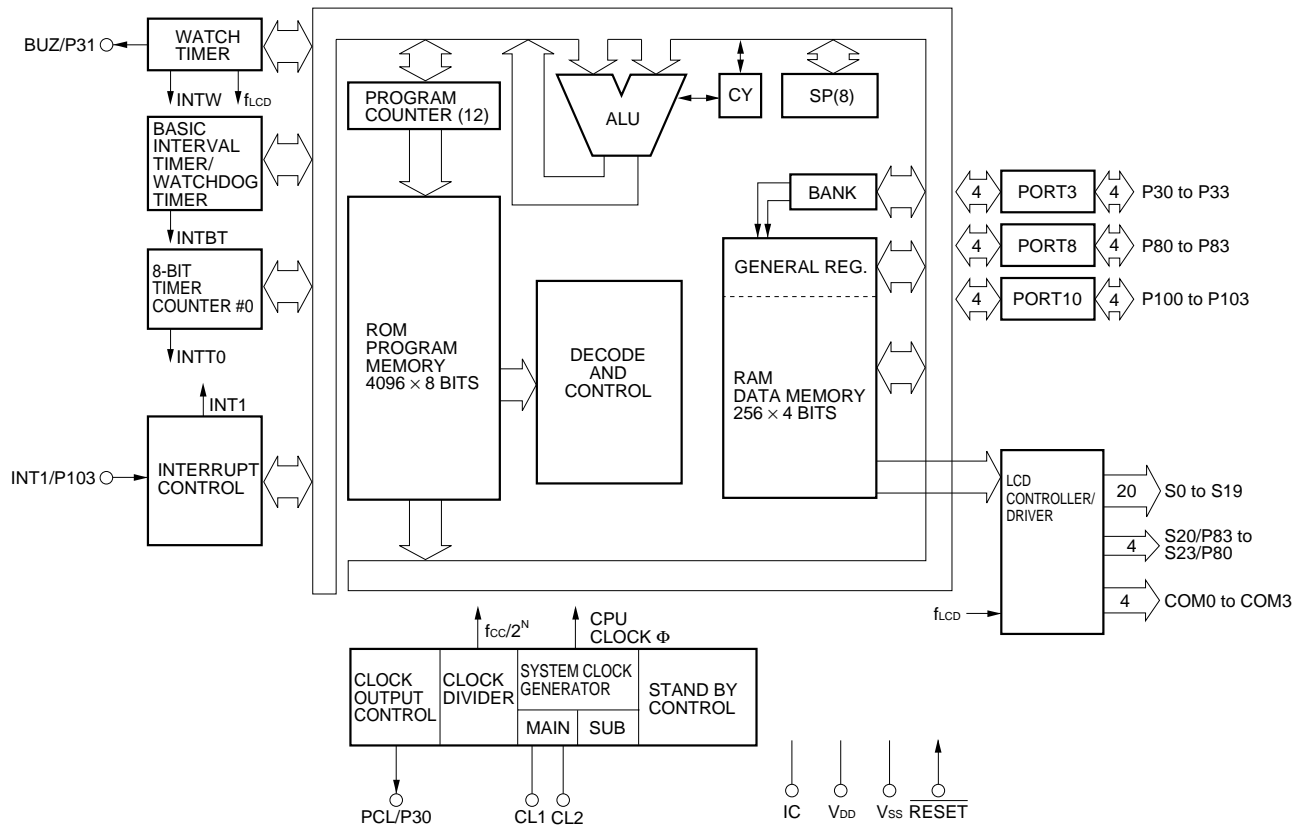 BUZ/P31
WATCH
TIMER
INTW
fLCD
BASIC
INTERVAL
TIMER/
WATCHDOG
TIMER
INTBT
8-BIT
TIMER
COUNTER #0
INTT0
INT1
INT1/P103
INTERRUPT
CONTROL
PROGRAM
COUNTER (12)
ALU
CY
SP(8)
BANK
GENERAL REG.
ROM
PROGRAM
MEMORY
4096 × 8 BITS
DECODE
AND
CONTROL
RAM
DATA MEMORY
256 × 4 BITS
4 PORT3 4 P30 to P33
4 PORT8 4 P80 to P83
4 PORT10 4 P100 to P103
LCD
CONTROLLER/
DRIVER
fLCD
20 S0 to S19
4 S20/P83 to
S23/P80
4 COM0 to COM3
fCC/2^N
CPU
CLOCK Φ
CLOCK
OUTPUT
CONTROL
CLOCK
DIVIDER
SYSTEM CLOCK
GENERATOR
MAIN SUB
STAND BY
CONTROL
PCL/P30
CL1 CL2
IC VDD VSS RESET